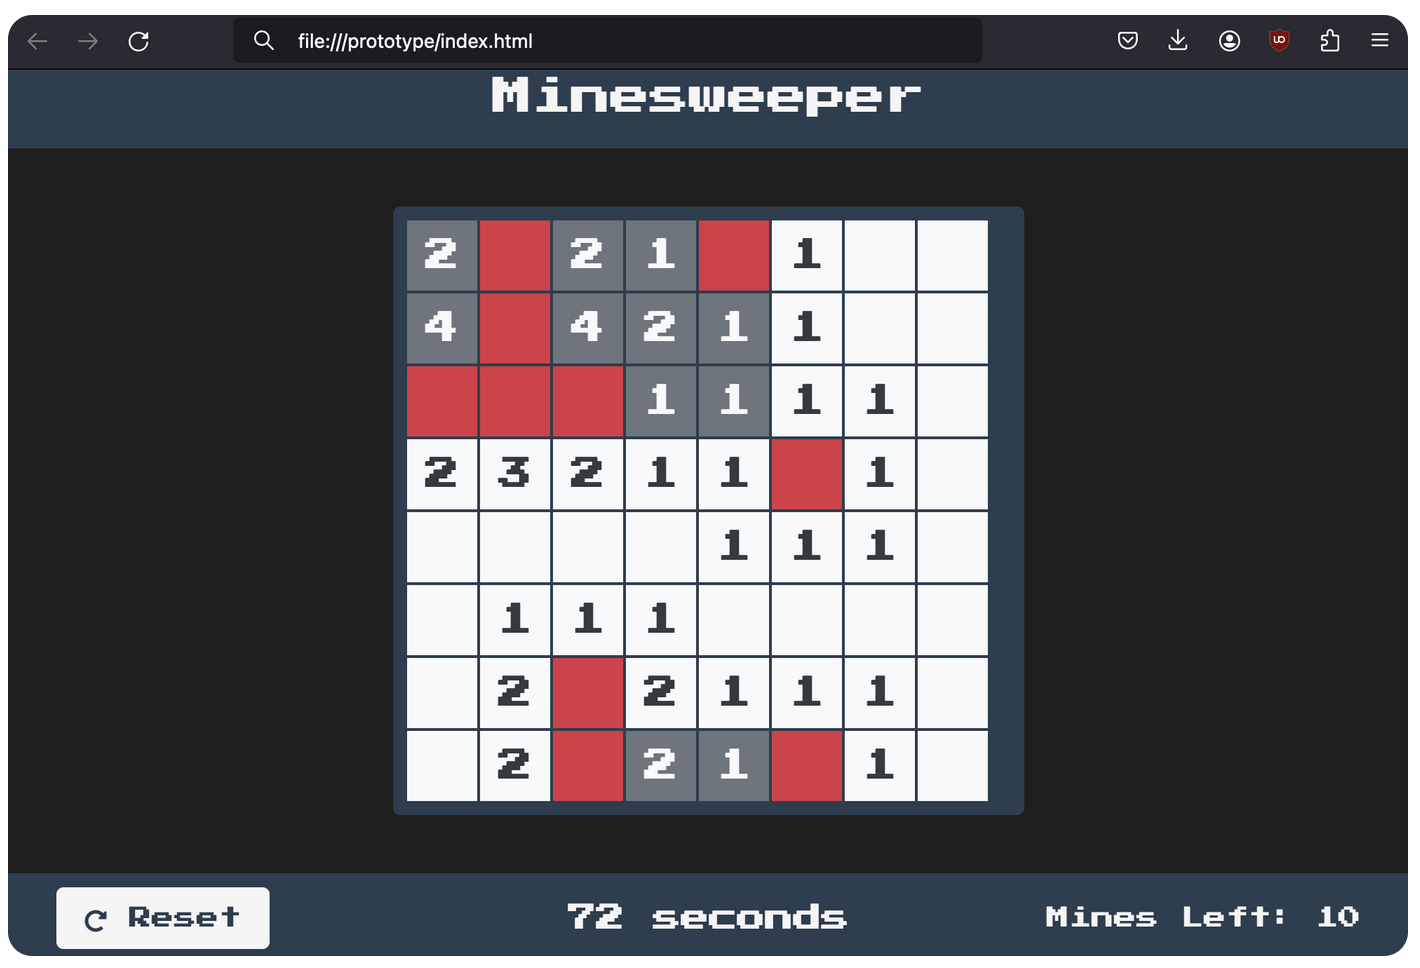 file:///prototype/index.html
Minesweeper
2 2 1 1
4 4 2 1 1
1 1 1 1
2 3 2 1 1 1
1 1 1
1 1 1
2 2 1 1 1
2 2 1 1
Reset 72 seconds Mines Left: 10